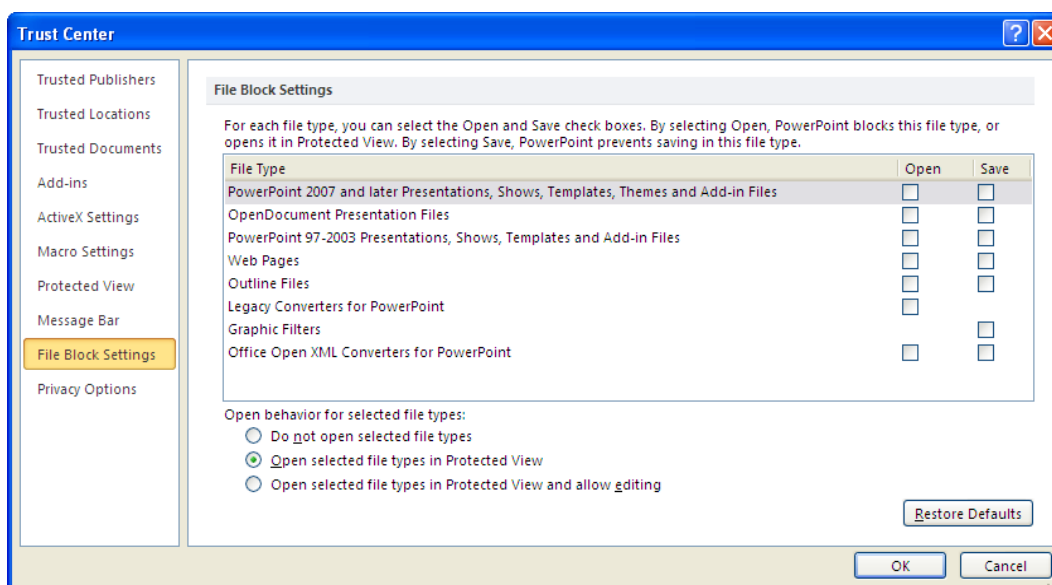 Trust Center
Trusted Publishers
Trusted Locations
Trusted Documents
Add-ins
ActiveX Settings
Macro Settings
Protected View
Message Bar
File Block Settings
Privacy Options
File Block Settings
For each file type, you can select the Open and Save check boxes. By selecting Open, PowerPoint blocks this file type, or
opens it in Protected View. By selecting Save, PowerPoint prevents saving in this file type.
File Type Open Save
PowerPoint 2007 and later Presentations, Shows, Templates, Themes and Add-in Files
OpenDocument Presentation Files
PowerPoint 97-2003 Presentations, Shows, Templates and Add-in Files
Web Pages
Outline Files
Legacy Converters for PowerPoint
Graphic Filters
Office Open XML Converters for PowerPoint
Open behavior for selected file types:
Do not open selected file types
Open selected file types in Protected View
Open selected file types in Protected View and allow editing
Restore Defaults
OK Cancel